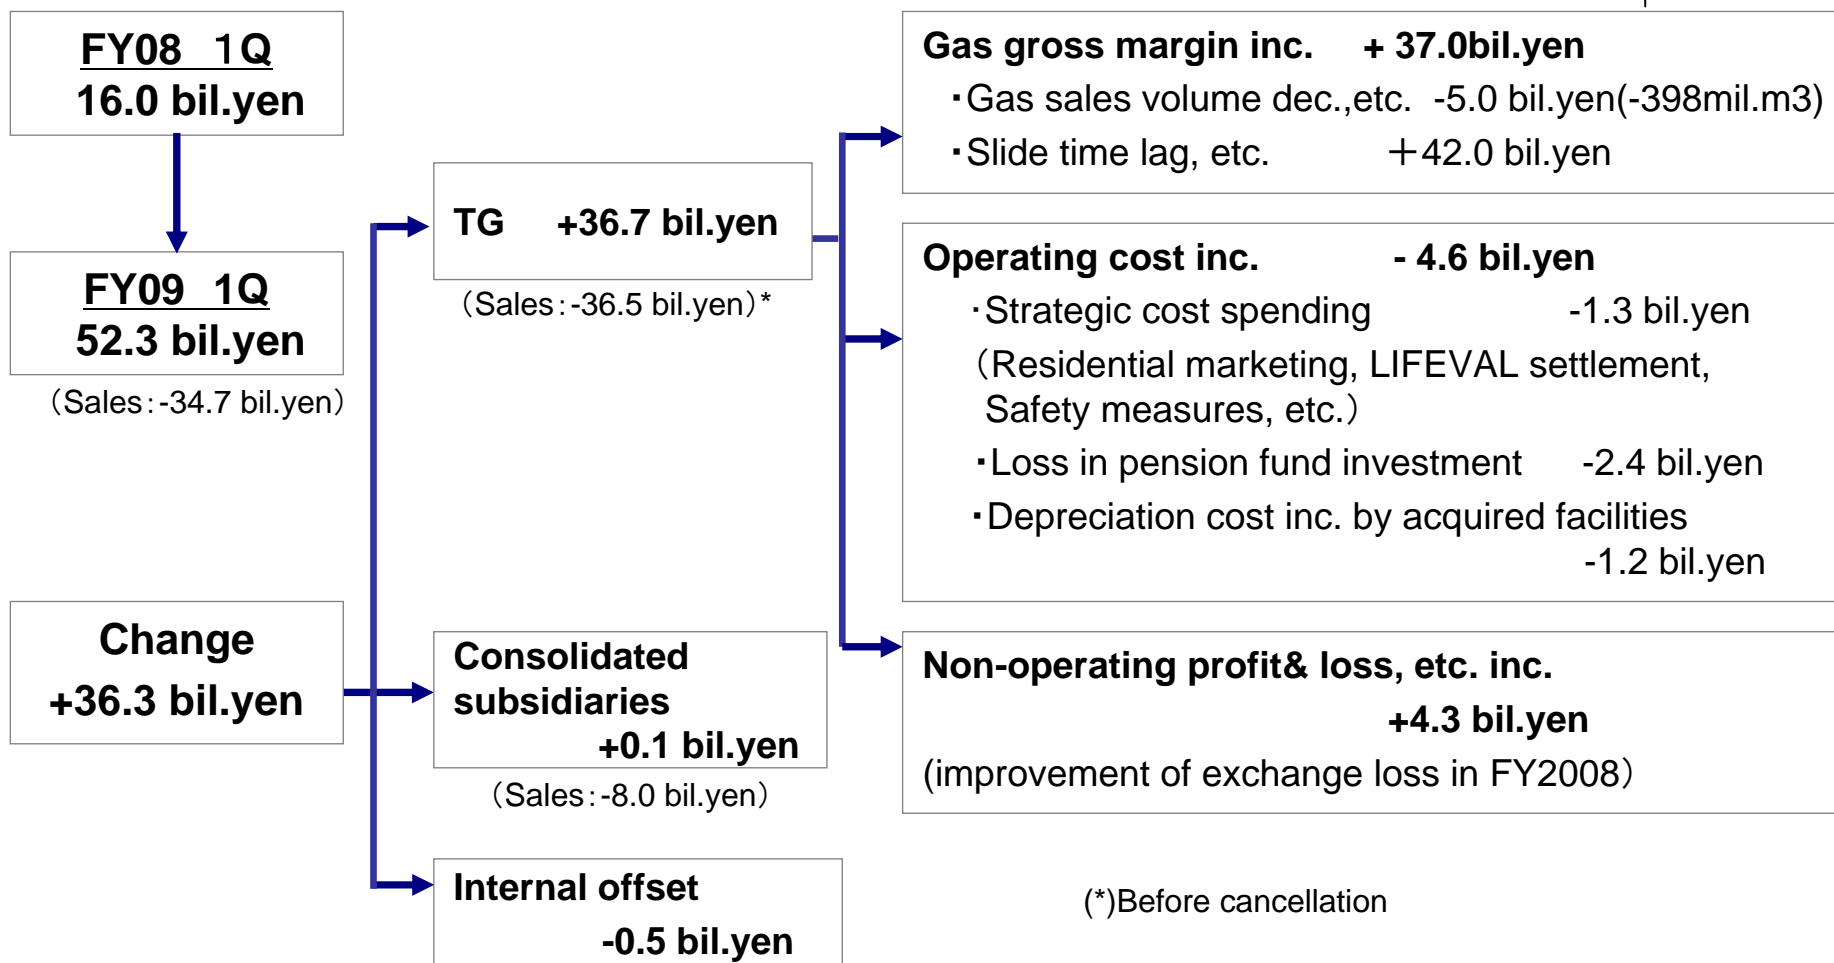 FY08 1Q
16.0 bil.yen
FY09 1Q
52.3 bil.yen
（Sales：-34.7 bil.yen）
Change
+36.3 bil.yen
TG +36.7 bil.yen
（Sales：-36.5 bil.yen）*
Consolidated
subsidiaries
+0.1 bil.yen
（Sales：-8.0 bil.yen）
Internal offset
-0.5 bil.yen
Gas gross margin inc. + 37.0bil.yen
・Gas sales volume dec.,etc. -5.0 bil.yen(-398mil.m3)
・Slide time lag, etc. ＋42.0 bil.yen
Operating cost inc. - 4.6 bil.yen
・Strategic cost spending -1.3 bil.yen
（Residential marketing, LIFEVAL settlement,
Safety measures, etc.）
・Loss in pension fund investment -2.4 bil.yen
・Depreciation cost inc. by acquired facilities
-1.2 bil.yen
Non-operating profit& loss, etc. inc.
+4.3 bil.yen
(improvement of exchange loss in FY2008）
(*)Before cancellation